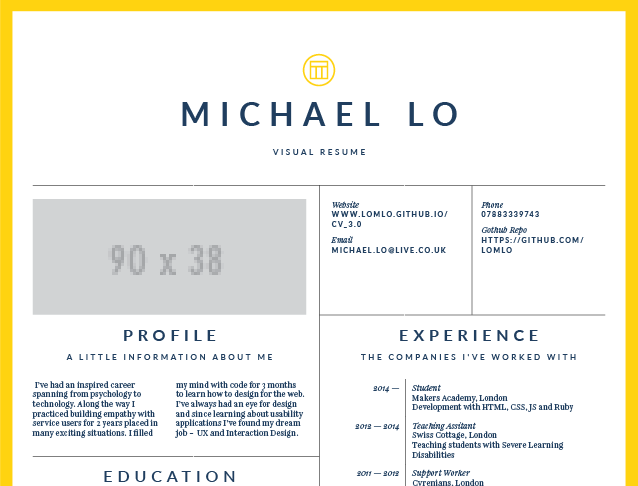 MICHAEL LO
VISUAL RESUME
90 x 38
Website
WWW.LOMLO.GITHUB.IO/
CV_3.0
Email
MICHAEL.LO@LIVE.CO.UK
Phone
07883339743
Gothub Repo
HTTPS://GITHUB.COM/
LOMLO
PROFILE
A LITTLE INFORMATION ABOUT ME
I've had an inspired career
spanning from psychology to
technology. Along the way I
practiced building empathy with
service users for 2 years placed in
many exciting situations. I filled
my mind with code for 3 months
to learn how to design for the web.
I've always had an eye for design
and since learning about usability
applications I've found my dream
job – UX and Interaction Design.
EDUCATION
EXPERIENCE
THE COMPANIES I'VE WORKED WITH
2014 —
Student
Makers Academy, London
Development with HTML, CSS, JS and Ruby
2012 — 2014
Teaching Assitant
Swiss Cottage, London
Teaching students with Severe Learning
Disabilities
2011 — 2012
Support Worker
Cyrenians, London